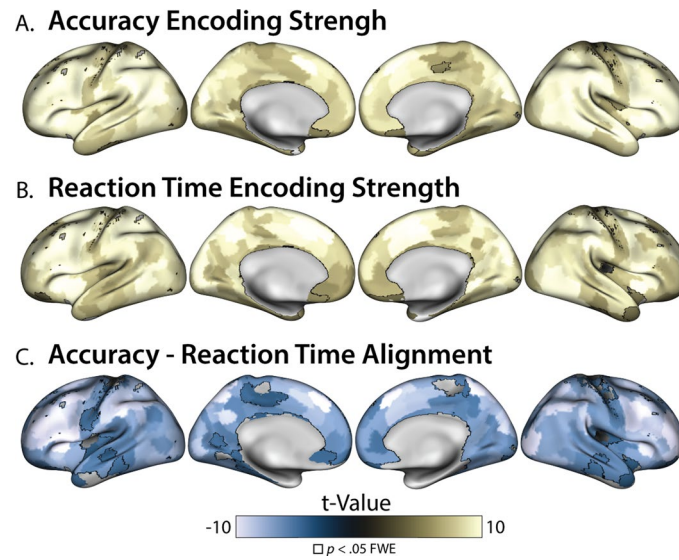 A. Accuracy Encoding Strengh
B. Reaction Time Encoding Strength
C. Accuracy - Reaction Time Alignment
t-Value
-10 10
p < .05 FWE